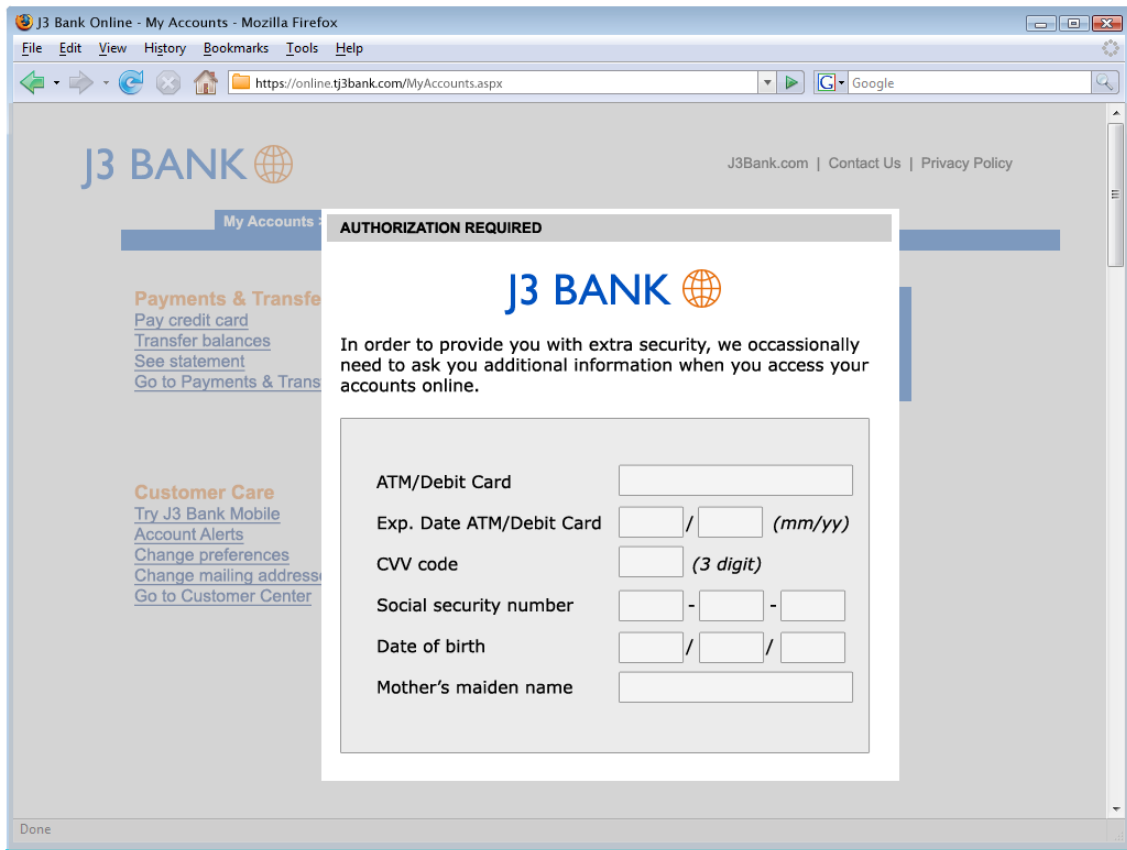 J3 Bank Online - My Accounts - Mozilla Firefox
File Edit View History Bookmarks Tools Help
https://online.tj3bank.com/MyAccounts.aspx
G Google
J3 BANK
J3Bank.com | Contact Us | Privacy Policy
My Accounts
AUTHORIZATION REQUIRED
J3 BANK
In order to provide you with extra security, we occassionally
need to ask you additional information when you access your
accounts online.
Payments & Transfe
Pay credit card
Transfer balances
See statement
Go to Payments & Trans
Customer Care
Try J3 Bank Mobile
Account Alerts
Change preferences
Change mailing addresse
Go to Customer Center
ATM/Debit Card
Exp. Date ATM/Debit Card / (mm/yy)
CVV code (3 digit)
Social security number - -
Date of birth / /
Mother’s maiden name
Done